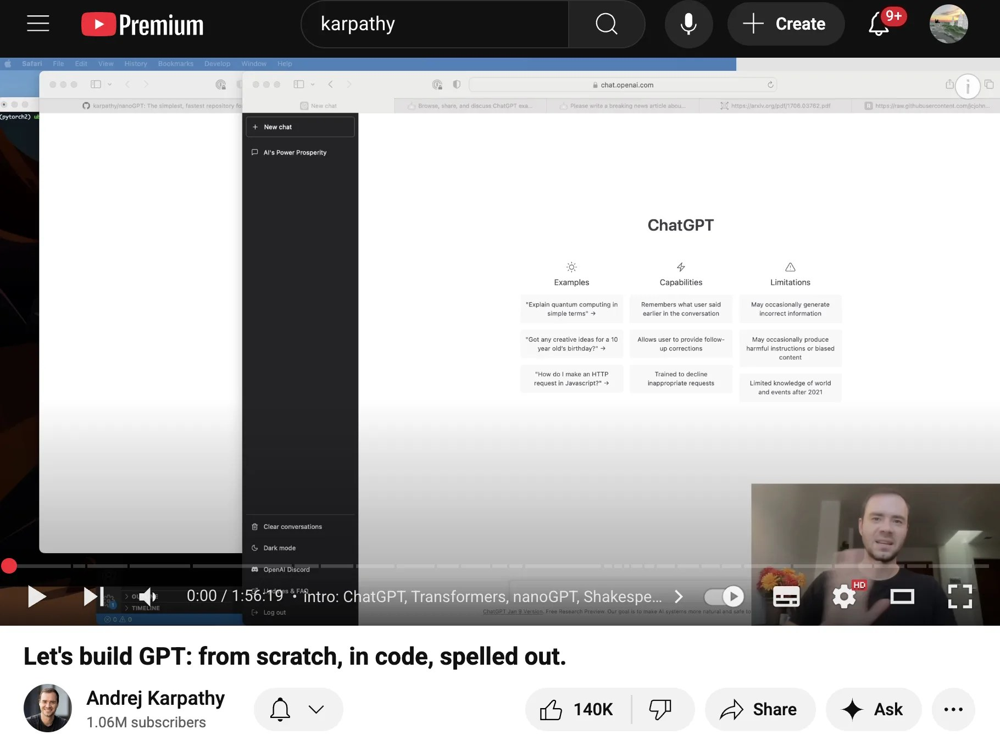 Premium
karpathy
Create
9+
Safari File Edit View History Bookmarks Develop Window Help
chat.openai.com
karpathy/nanoGPT: The simplest, fastest repository fo
New chat
Browse, share, and discuss ChatGPT exa...
Please write a breaking news article abou...
https://arxiv.org/pdf/1706.03762.pdf
https://raw.githubusercontent.com/jcjohn...
(pytorch2) ub
New chat
AI's Power Prosperity
ChatGPT
Examples
"Explain quantum computing in
simple terms" →
"Got any creative ideas for a 10
year old's birthday?" →
"How do I make an HTTP
request in Javascript?" →
Capabilities
Remembers what user said
earlier in the conversation
Allows user to provide follow-
up corrections
Trained to decline
inappropriate requests
Limitations
May occasionally generate
incorrect information
May occasionally produce
harmful instructions or biased
content
Limited knowledge of world
and events after 2021
Clear conversations
Dark mode
OpenAI Discord
Updates & FAQ
Log out
TIMELINE
0 0
1
0:00 / 1:56:19 • intro: ChatGPT, Transformers, nanoGPT, Shakespe...
HD
ChatGPT Jan 9 Version. Free Research Preview. Our goal is to make AI systems more natural and safe to
Let's build GPT: from scratch, in code, spelled out.
Andrej Karpathy
1.06M subscribers
140K
Share
Ask